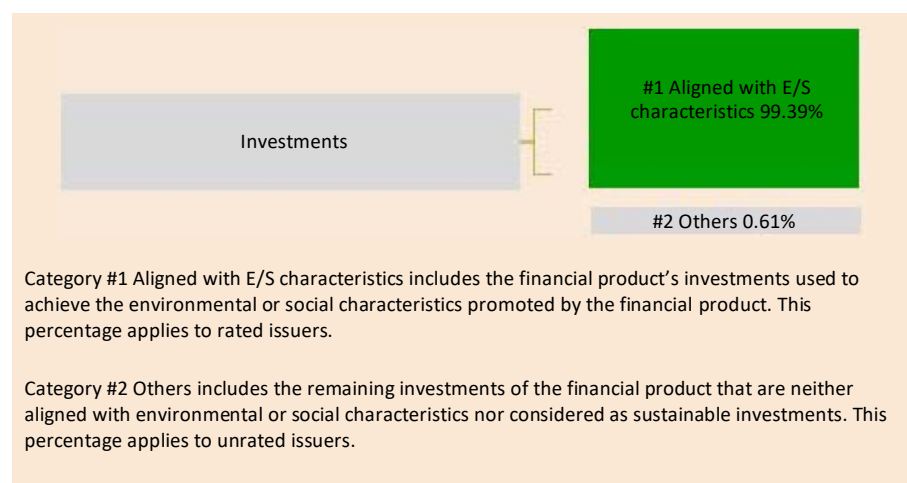 #1 Aligned with E/S
characteristics 99.39%
Investments
#2 Others 0.61%
Category #1 Aligned with E/S characteristics includes the financial product’s investments used to
achieve the environmental or social characteristics promoted by the financial product. This
percentage applies to rated issuers.
Category #2 Others includes the remaining investments of the financial product that are neither
aligned with environmental or social characteristics nor considered as sustainable investments. This
percentage applies to unrated issuers.